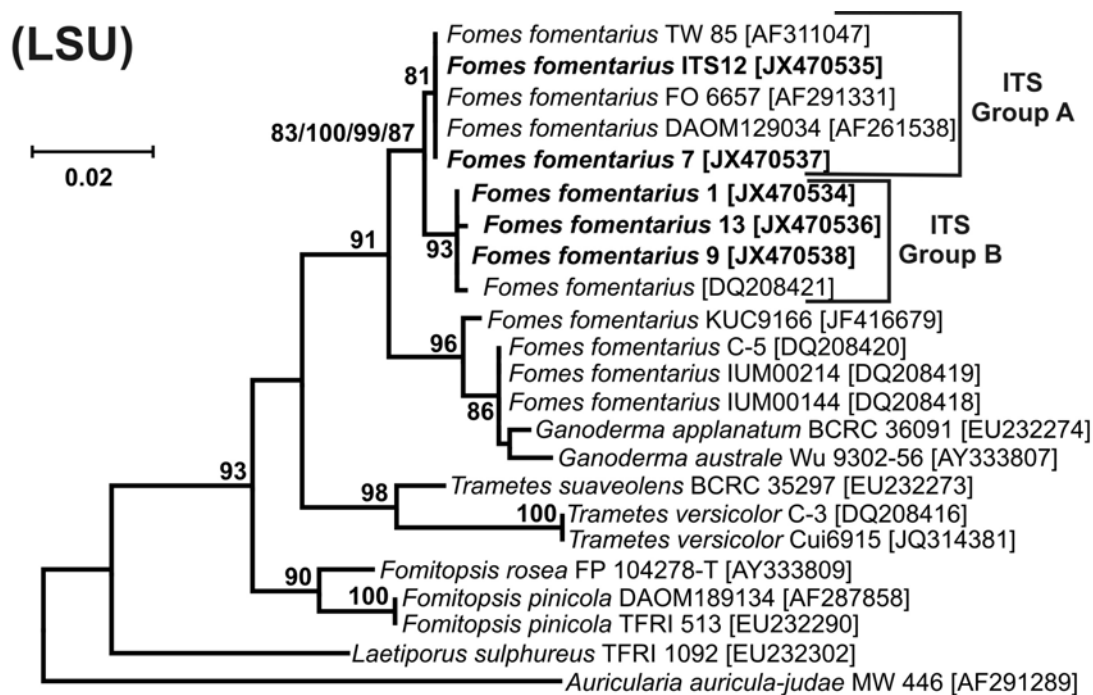 (LSU)
0.02
Fomes fomentarius TW 85 [AF311047]
81
Fomes fomentarius ITS12 [JX470535]
Fomes fomentarius FO 6657 [AF291331]
ITS
Group A
83/100/99/87
Fomes fomentarius DAOM129034 [AF261538]
Fomes fomentarius 7 [JX470537]
Fomes fomentarius 1 [JX470534]
Fomes fomentarius 13 [JX470536]
ITS
Group B
91
93
Fomes fomentarius 9 [JX470538]
Fomes fomentarius [DQ208421]
Fomes fomentarius KUC9166 [JF416679]
96
Fomes fomentarius C-5 [DQ208420]
Fomes fomentarius IUM00214 [DQ208419]
86
Fomes fomentarius IUM00144 [DQ208418]
Ganoderma applanatum BCRC 36091 [EU232274]
Ganoderma australe Wu 9302-56 [AY333807]
93
Trametes suaveolens BCRC 35297 [EU232273]
98
100
Trametes versicolor C-3 [DQ208416]
Trametes versicolor Cui6915 [JQ314381]
90
Fomitopsis rosea FP 104278-T [AY333809]
100
Fomitopsis pinicola DAOM189134 [AF287858]
Fomitopsis pinicola TFRI 513 [EU232290]
Laetiporus sulphureus TFRI 1092 [EU232302]
Auricularia auricula-judae MW 446 [AF291289]